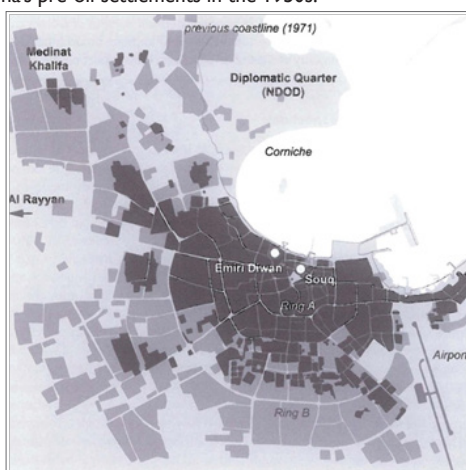 na's pre-oil settlements in the 1950s.
previous coastline (1971)
Medinat
Khalifa
Diplomatic Quarter
(NDOD)
Corniche
Al Rayyan
Emiri Diwan
Souq
Ring A
Airport
Ring B